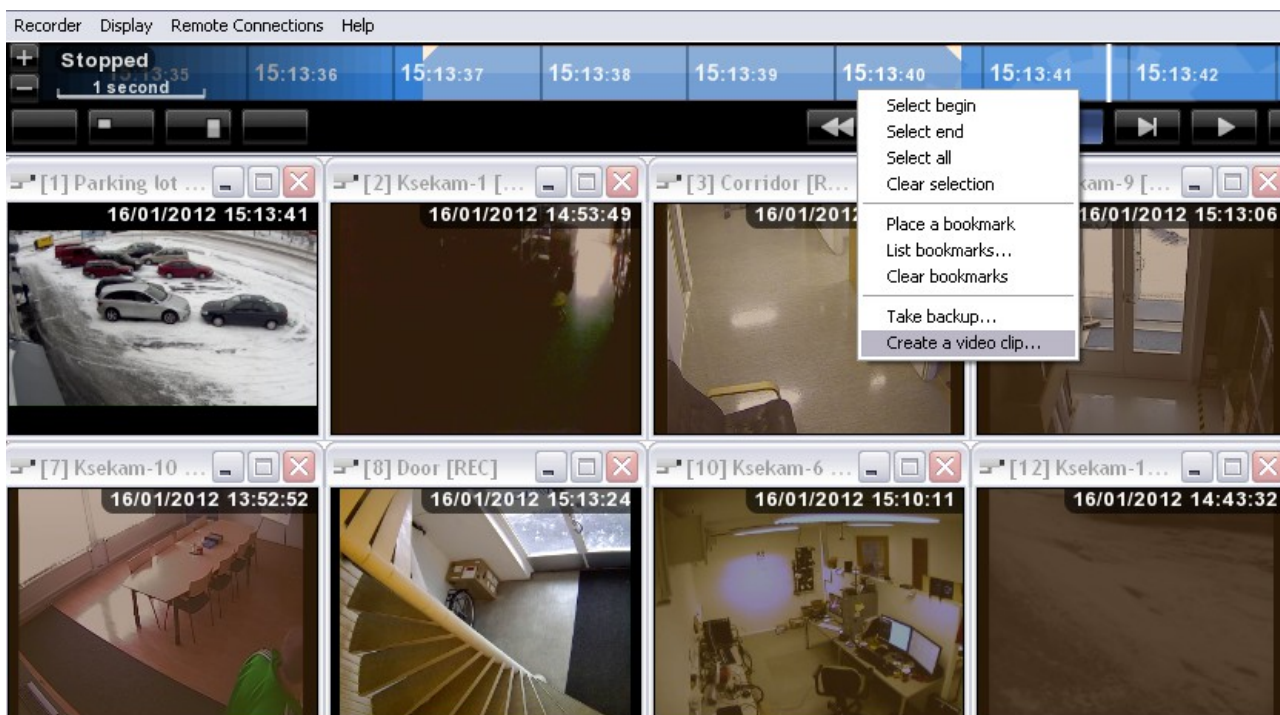 Recorder Display Remote Connections Help
Stopped
15:13:35 15:13:36 15:13:37 15:13:38 15:13:39 15:13:40 15:13:41 15:13:42
1 second
Select begin
Select end
Select all
Clear selection
Place a bookmark
List bookmarks...
Clear bookmarks
Take backup...
Create a video clip...
[1] Parking lot ... [2] Ksekam-1 [... [3] Corridor [R... kam-9 [...
16/01/2012 15:13:41 16/01/2012 14:53:49 16/01/2012 16/01/2012 15:13:06
[7] Ksekam-10 ... [8] Door [REC] [10] Ksekam-6 ... [12] Ksekam-1...
16/01/2012 13:52:52 16/01/2012 15:13:24 16/01/2012 15:10:11 16/01/2012 14:43:32